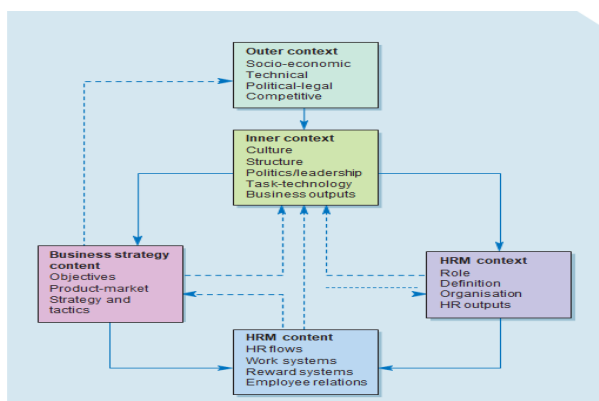 Outer context
Socio-economic
Technical
Political-legal
Competitive
Inner context
Culture
Structure
Politics/leadership
Task-technology
Business outputs
Business strategy
content
Objectives
Product-market
Strategy and
tactics
HRM context
Role
Definition
Organisation
HR outputs
HRM content
HR flows
Work systems
Reward systems
Employee relations